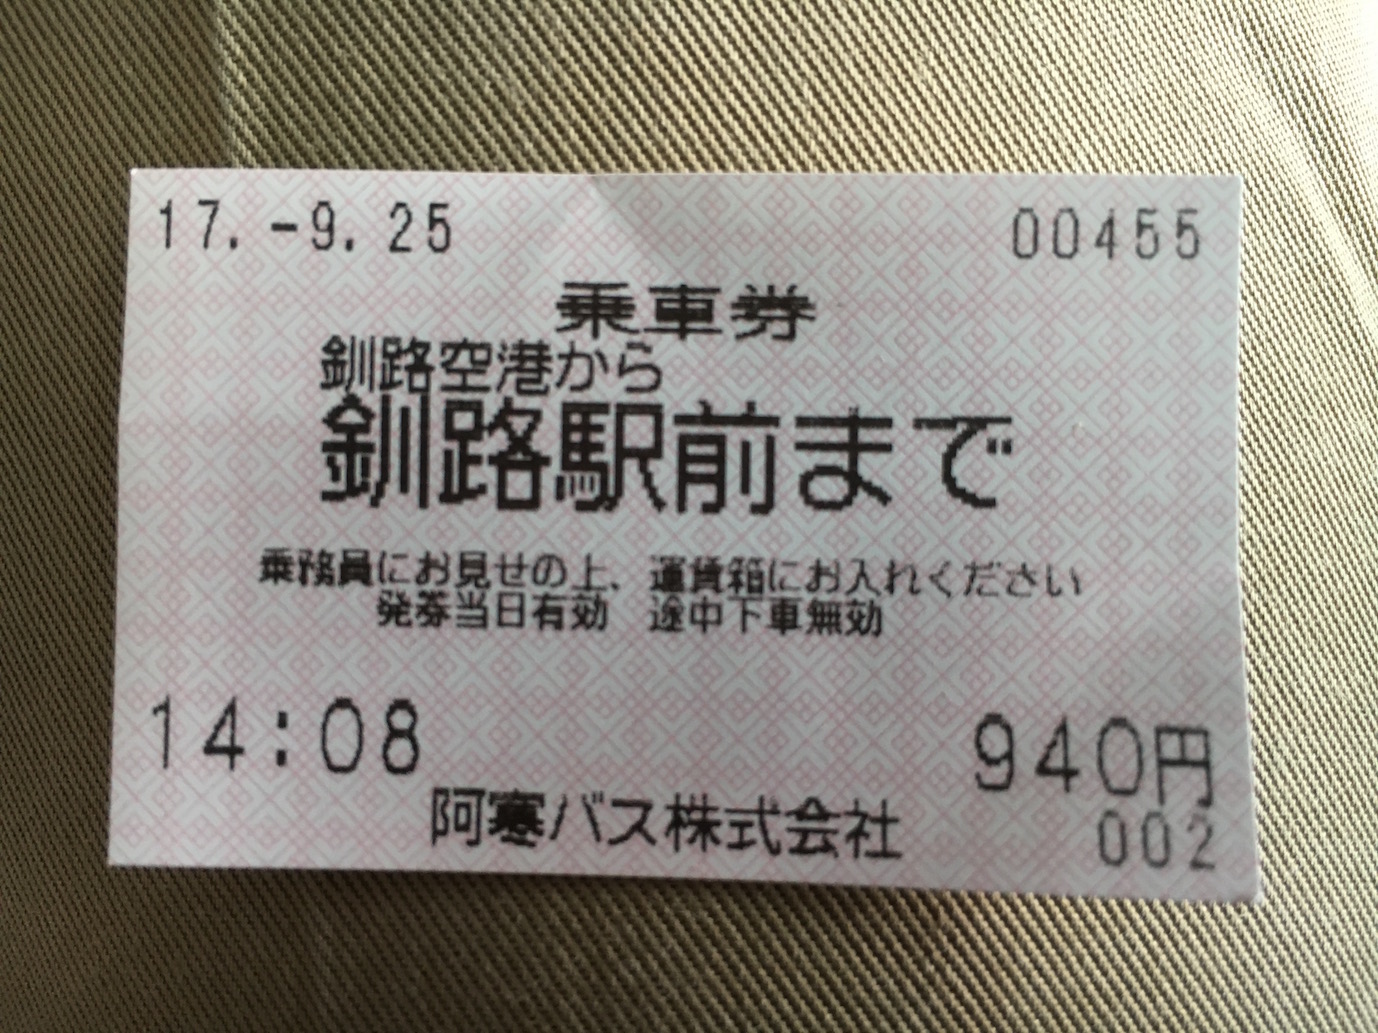 17.-9.25
00455
乗車券
釧路空港から
釧路駅前まで
乗務員にお見せの上、運賃箱にお入れください
発券当日有効　途中下車無効
14:08
940円
阿寒バス株式会社
002